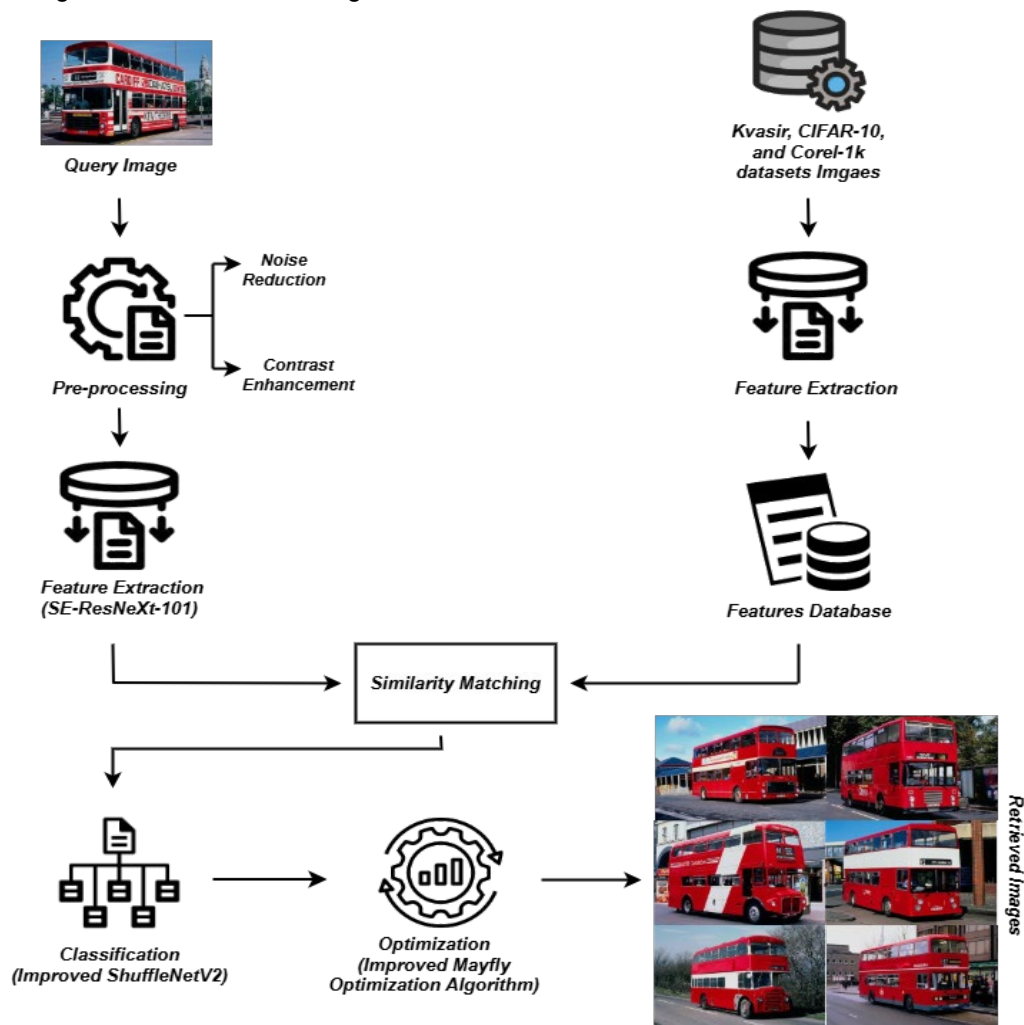 Query Image
Kvasir, CIFAR-10,
and Corel-1k
datasets Imgaes
Noise
Reduction
Contrast
Enhancement
Pre-processing
Feature Extraction
Feature Extraction
(SE-ResNeXt-101)
Features Database
Similarity Matching
Retrieved Images
Classification
(Improved ShuffleNetV2)
Optimization
(Improved Mayfly
Optimization Algorithm)